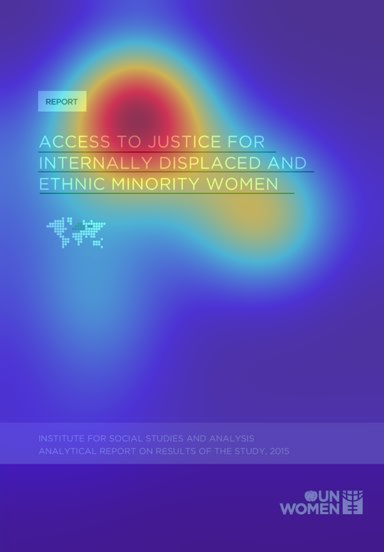 REPORT
ACCESS TO JUSTICE FOR
INTERNALLY DISPLACED AND
ETHNIC MINORITY WOMEN
INSTITUTE FOR SOCIAL STUDIES AND ANALYSIS
ANALYTICAL REPORT ON RESULTS OF THE STUDY, 2015
UN
WOMEN